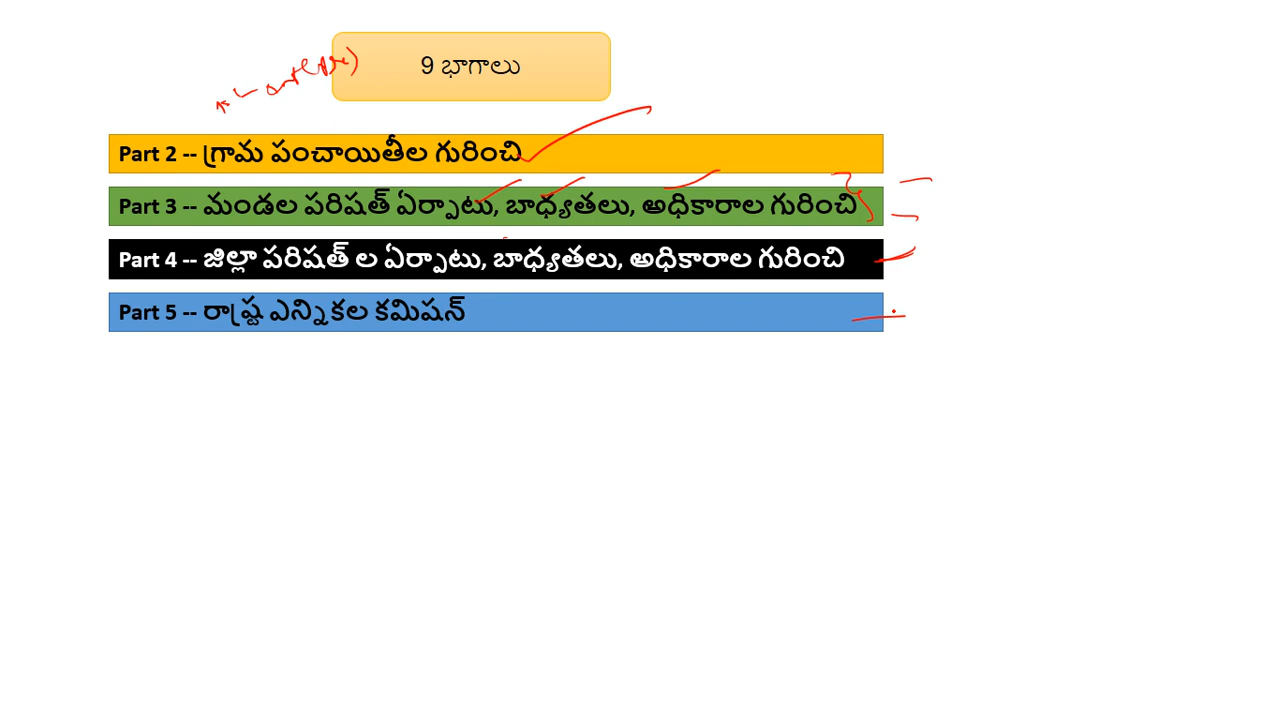 9 భాగాలు
Part 2 -- గ్రామ పంచాయితీల గురించి
Part 3 -- మండల పరిషత్ ఏర్పాటు, బాధ్యతలు, అధికారాల గురించి
Part 4 -- జిల్లా పరిషత్ ల ఏర్పాటు, బాధ్యతలు, అధికారాల గురించి
Part 5 -- రాష్ట్ర ఎన్నికల కమిషన్